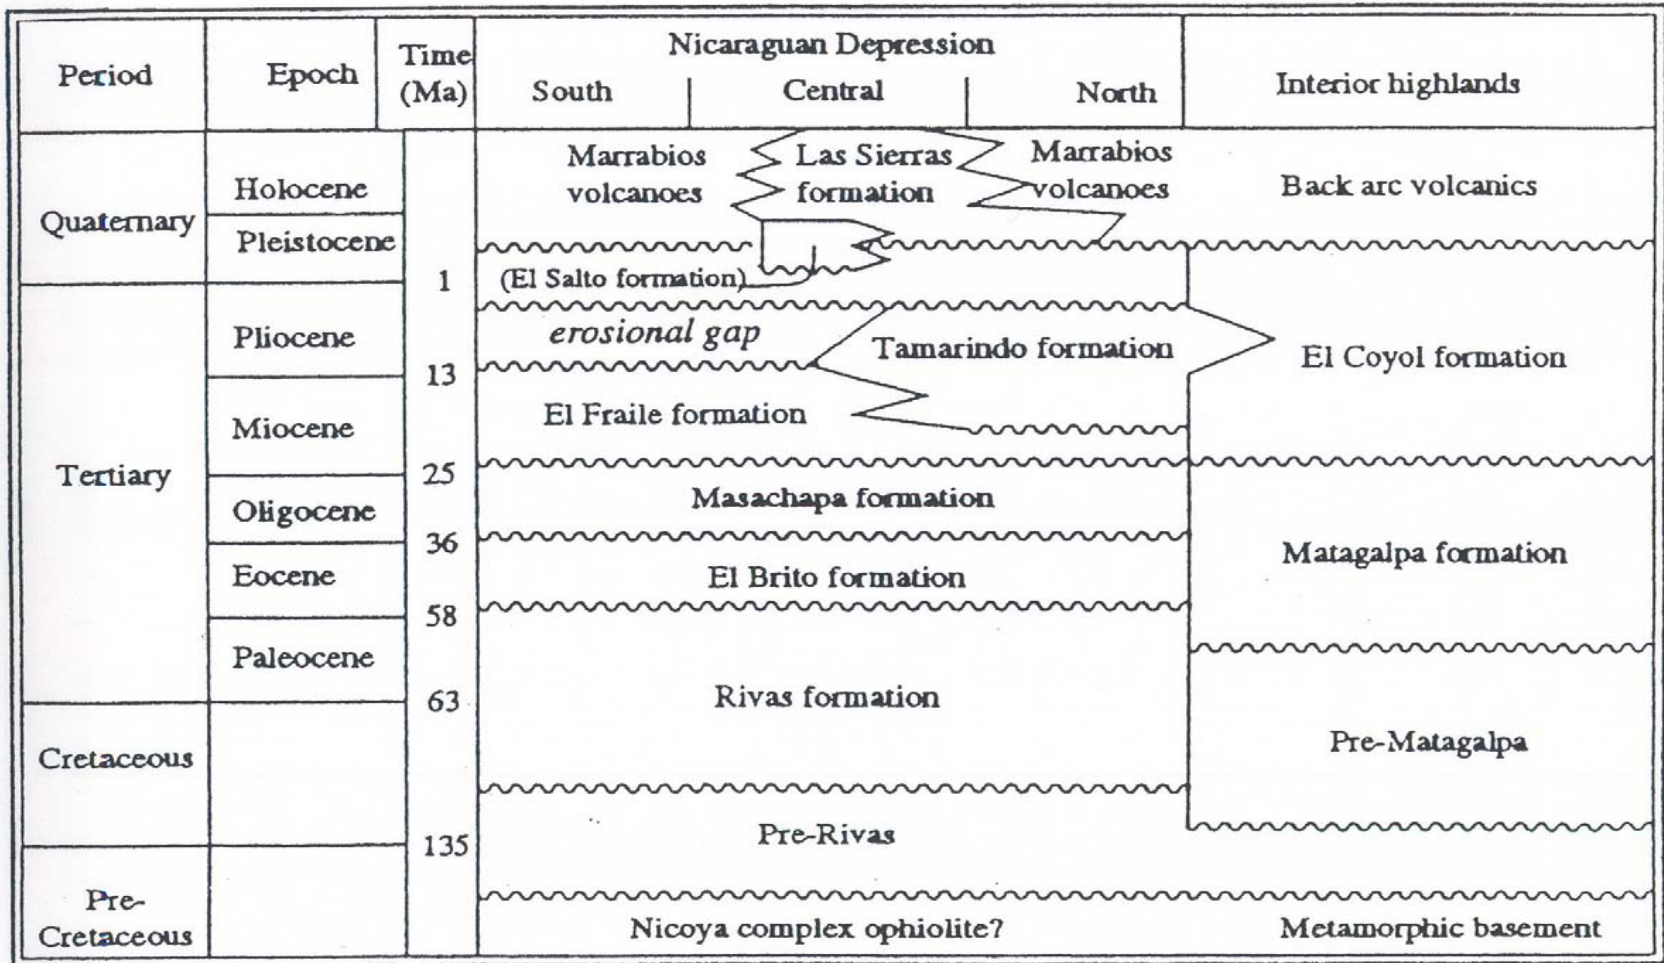 Period
Epoch
Time
(Ma)
Nicaraguan Depression
South
Central
North
Interior highlands
Quaternary
Holocene
Pleistocene
1
Marrabios
volcanoes
Las Sierras
formation
Marrabios
volcanoes
Back arc volcanics
(El Salto formation)
Tertiary
Pliocene
13
erosional gap
Tamarindo formation
El Coyol formation
Miocene
25
El Fraile formation
Oligocene
36
Masachapa formation
Matagalpa formation
Eocene
58
El Brito formation
Paleocene
63
Rivas formation
Pre-Matagalpa
Cretaceous
135
Pre-Rivas
Pre-
Cretaceous
Nicoya complex ophiolite?
Metamorphic basement